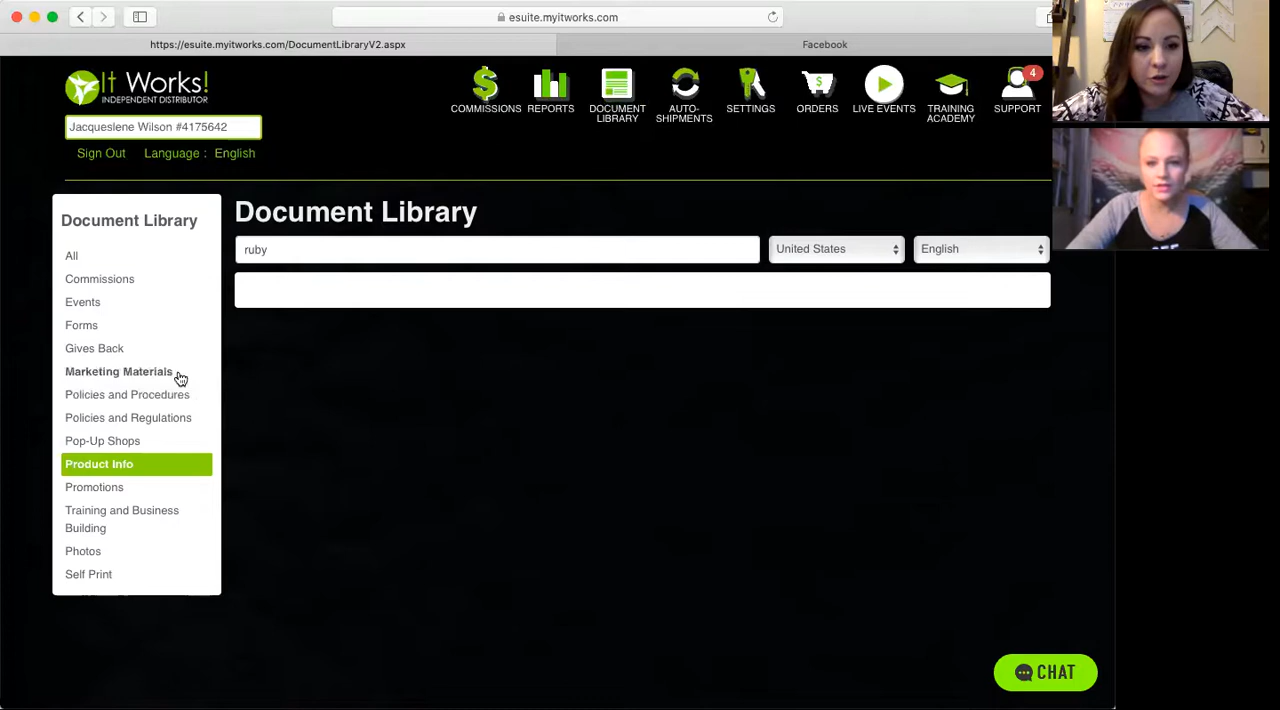 esuite.myitworks.com
https://esuite.myitworks.com/DocumentLibraryV2.aspx
Facebook
It Works!
INDEPENDENT DISTRIBUTOR
Jacqueslene Wilson #4175642
Sign Out Language : English
COMMISSIONS
REPORTS
DOCUMENT
LIBRARY
AUTO-
SHIPMENTS
SETTINGS
ORDERS
LIVE EVENTS
TRAINING
ACADEMY
4
SUPPORT
Document Library
All
Commissions
Events
Forms
Gives Back
Marketing Materials
Policies and Procedures
Policies and Regulations
Pop-Up Shops
Product Info
Promotions
Training and Business
Building
Photos
Self Print
Document Library
ruby
United States
English
CHAT